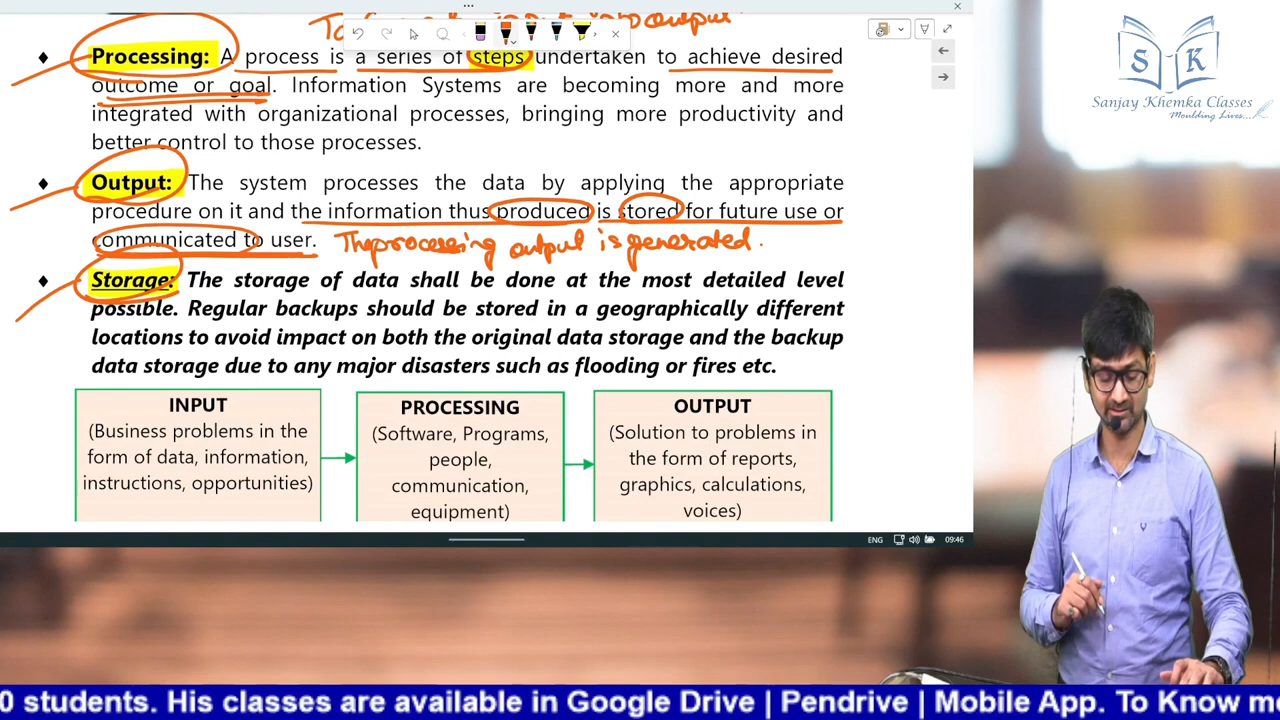 output
Processing: A process is a series of steps undertaken to achieve desired
outcome or goal. Information Systems are becoming more and more
integrated with organizational processes, bringing more productivity and
better control to those processes.
Output: The system processes the data by applying the appropriate
procedure on it and the information thus produced is stored for future use or
communicated to user. The processing output is generated.
Storage: The storage of data shall be done at the most detailed level
possible. Regular backups should be stored in a geographically different
locations to avoid impact on both the original data storage and the backup
data storage due to any major disasters such as flooding or fires etc.
INPUT
(Business problems in the
form of data, information,
instructions, opportunities)
PROCESSING
(Software, Programs,
people,
communication,
equipment)
OUTPUT
(Solution to problems in
the form of reports,
graphics, calculations,
voices)
ENG 09:46
S K
Sanjay Khemka Classes
Moulding Lives...
0 students. His classes are available in Google Drive | Pendrive | Mobile App. To Know m